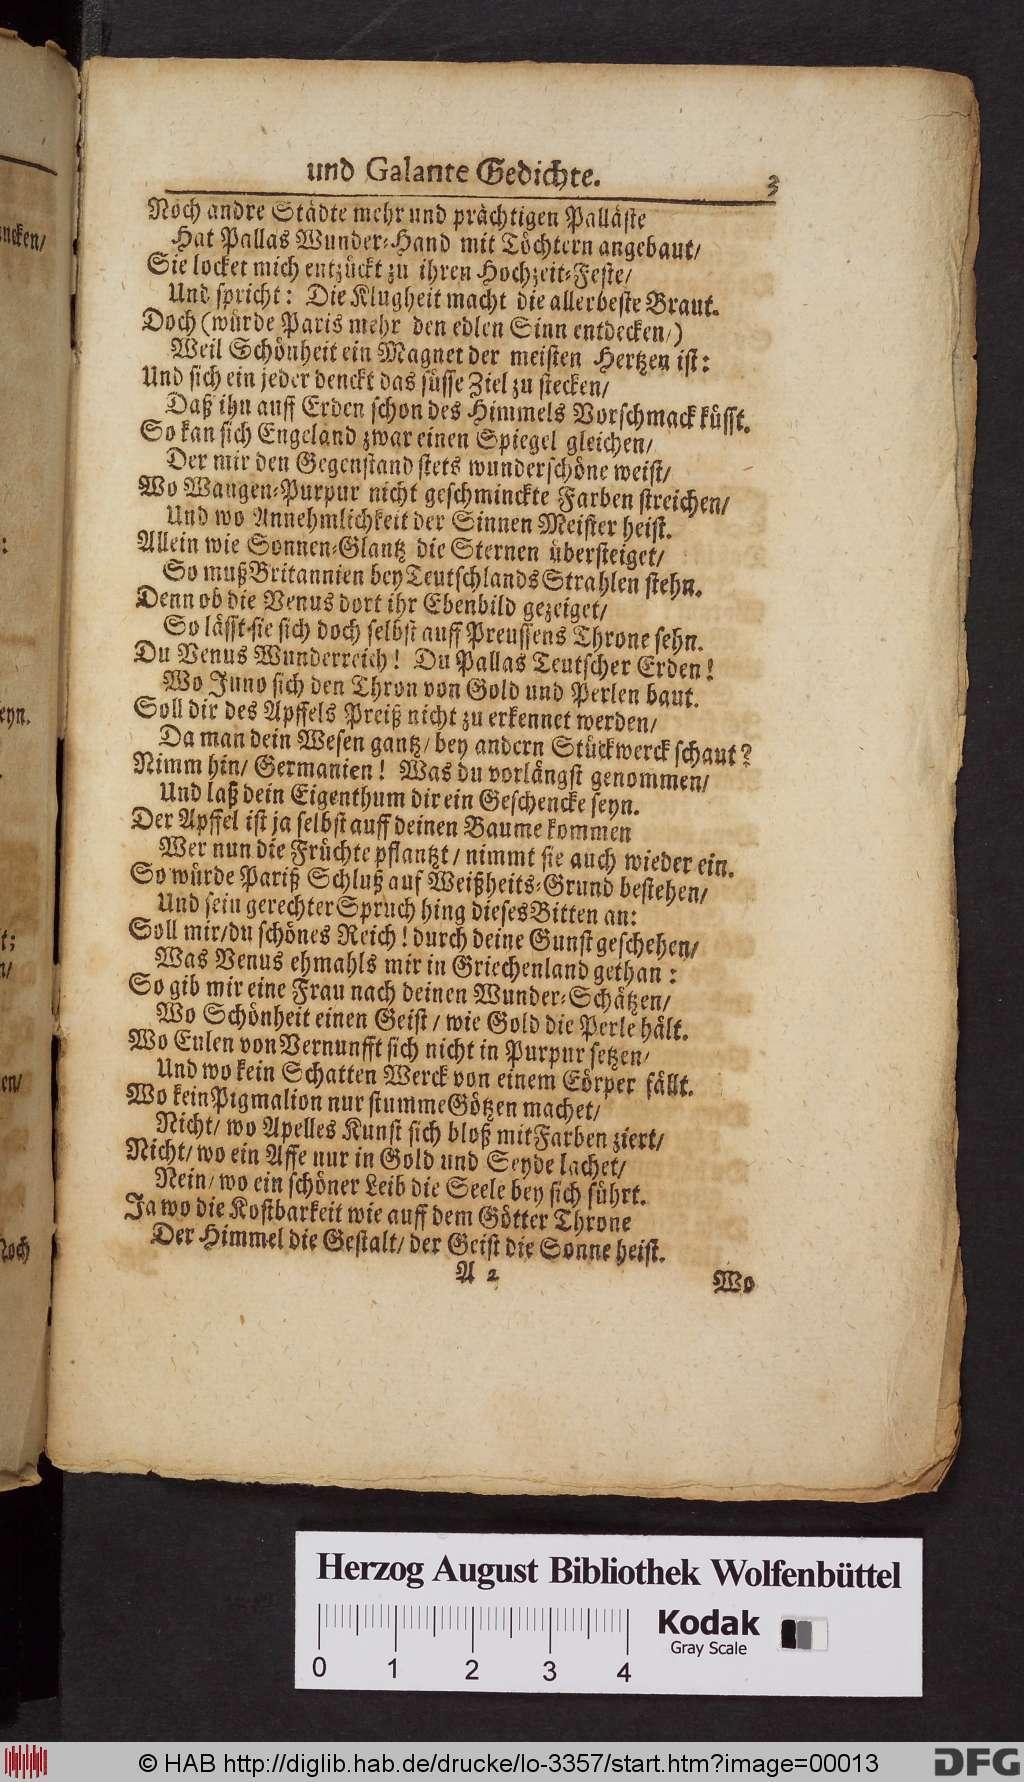 und Galante Gedichte. 3
Noch andre Städte mehr und prächtigen Palläste
Hat Pallas Wunder-Hand mit Töchtern angebaut/
Sie locket mich entzückt zu ihren Hochzeit-Feste/
Und spricht: Die Klugheit macht die allerbeste Braut.
Doch (würde Paris mehr den edlen Sinn entdecken/)
Weil Schönheit ein Magnet der meisten Hertzen ist:
Und sich ein jeder denckt das süsse Ziel zu stecken/
Daß ihn auff Erden schon des Himmels Vorschmack küsst.
So kan sich Engeland zwar einen Spiegel gleichen/
Der mir den Gegenstand stets wunderschöne weist/
Wo Wangen-Purpur nicht geschminckte Farben streichen/
Und wo Annehmlichkeit der Sinnen Meister heist.
Allein wie Sonnen-Glantz die Sternen übersteiget/
So muß Britannien bey Teutschlands Strahlen stehn.
Denn ob die Venus dort ihr Ebenbild gezeiget/
So lässt sie sich doch selbst auff Preussens Throne sehn.
Du Venus Wunderreich! Du Pallas Teutscher Erden!
Wo Juno sich den Thron von Gold und Perlen baut.
Soll dir des Apffels Preiß nicht zu erkennet werden/
Da man dein Wesen gantz/ bey andern Stückwerck schaut?
Nimm hin/ Germanien! Was du vorlängst genommen/
Und laß dein Eigenthum dir ein Geschencke seyn.
Der Apffel ist ja selbst auff deinen Baume kommen
Wer nun die Früchte pflantzt/ nimmt sie auch wieder ein.
So würde Pariß Schluß auf Weißheits-Grund bestehen/
Und sein gerechter Spruch hing dieses Bitten an:
Soll mir/ du schönes Reich! durch deine Gunst geschehen/
Was Venus ehmahls mir in Griechenland gethan:
So gib mir eine Frau nach deinen Wunder-Schätzen/
Wo Schönheit einen Geist/ wie Gold die Perle hält.
Wo Eulen von Vernunfft sich nicht in Purpur setzen/
Und wo kein Schatten Werck von einem Cörper fällt.
Wo kein Pigmalion nur stumme Götzen machet/
Nicht/ wo Apelles Kunst sich bloß mit Farben ziert/
Nicht/ wo ein Affe nur in Gold und Seyde lachet/
Nein/ wo ein schöner Leib die Seele bey sich führt.
Ja wo die Kostbarkeit wie auff dem Götter Throne
Der Himmel die Gestalt/ der Geist die Sonne heist.
A 2 Wo
ncken/
:
eyn.
t;
n/
en/
Noch
Herzog August Bibliothek Wolfenbüttel
Kodak
Gray Scale
0 1 2 3 4
© HAB http://diglib.hab.de/drucke/lo-3357/start.htm?image=00013
DFG